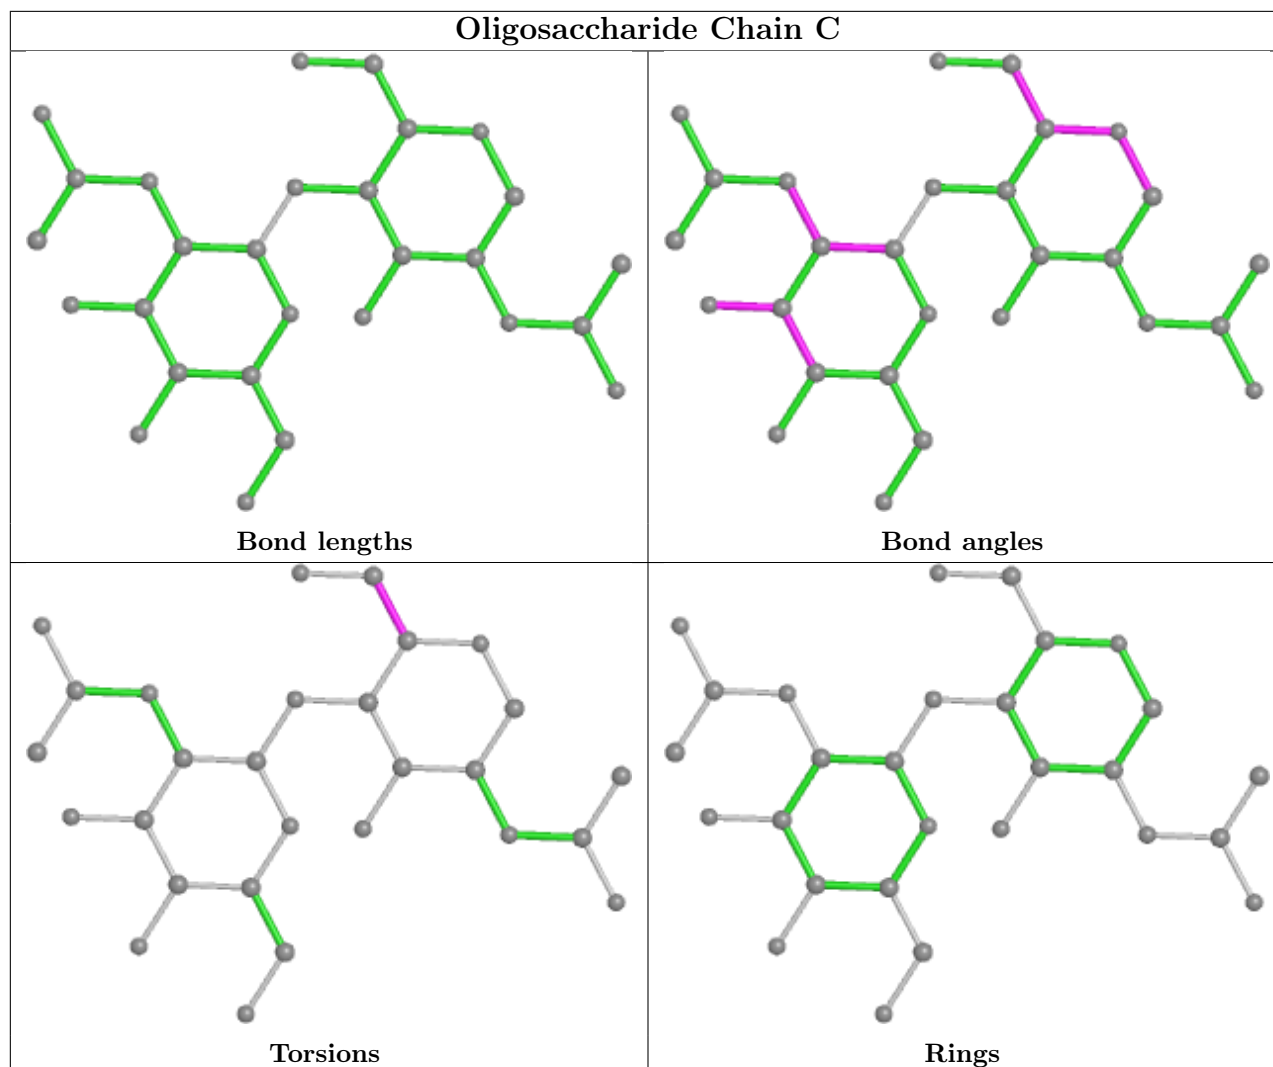 Oligosaccharide Chain C
Bond lengths
Bond angles
Torsions
Rings